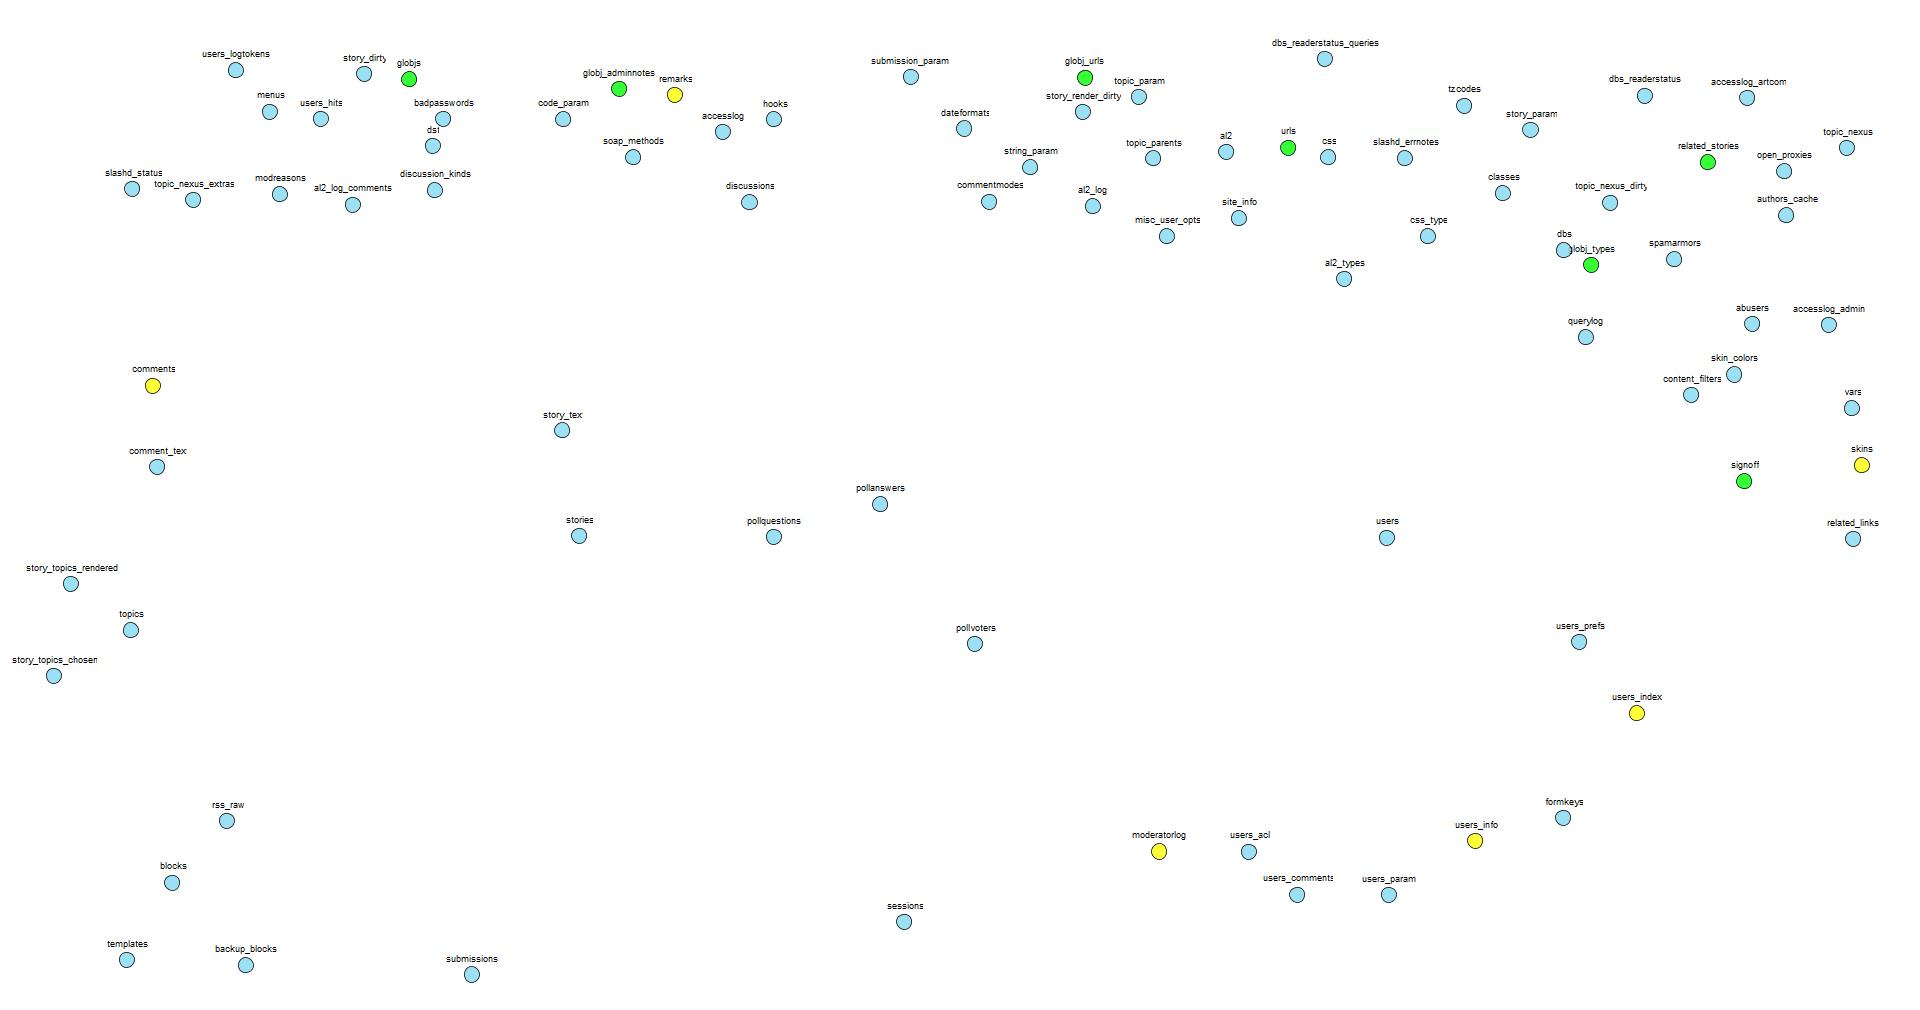 dbs_readerstatus_queries
users_logtokens
story_dirty
globjs
submission_param
globj_urls
globj_adminnotes
remarks
topic_param
dbs_readerstatus
accesslog_artcom
tzcodes
menus
users_hits
badpasswords
code_param
hooks
story_render_dirty
accesslog
dateformats
story_param
dst
soap_methods
string_param
topic_parents
al2
urls
css
slashd_errnotes
topic_nexus
related_stories
open_proxies
slashd_status
topic_nexus_extras
modreasons
al2_log_comments
discussion_kinds
discussions
commentmodes
al2_log
classes
topic_nexus_dirty
authors_cache
misc_user_opts
site_info
css_type
dbs
globj_types
spamarmors
al2_types
abusers
accesslog_admin
querylog
comments
skin_colors
content_filters
vars
story_tex
comment_tex
skins
signoff
pollanswers
stories
pollquestions
users
related_links
story_topics_rendered
topics
pollvoters
users_prefs
story_topics_chosen
users_index
rss_raw
formkeys
users_info
moderatorlog
users_acl
blocks
users_comments
users_param
sessions
templates
backup_blocks
submissions